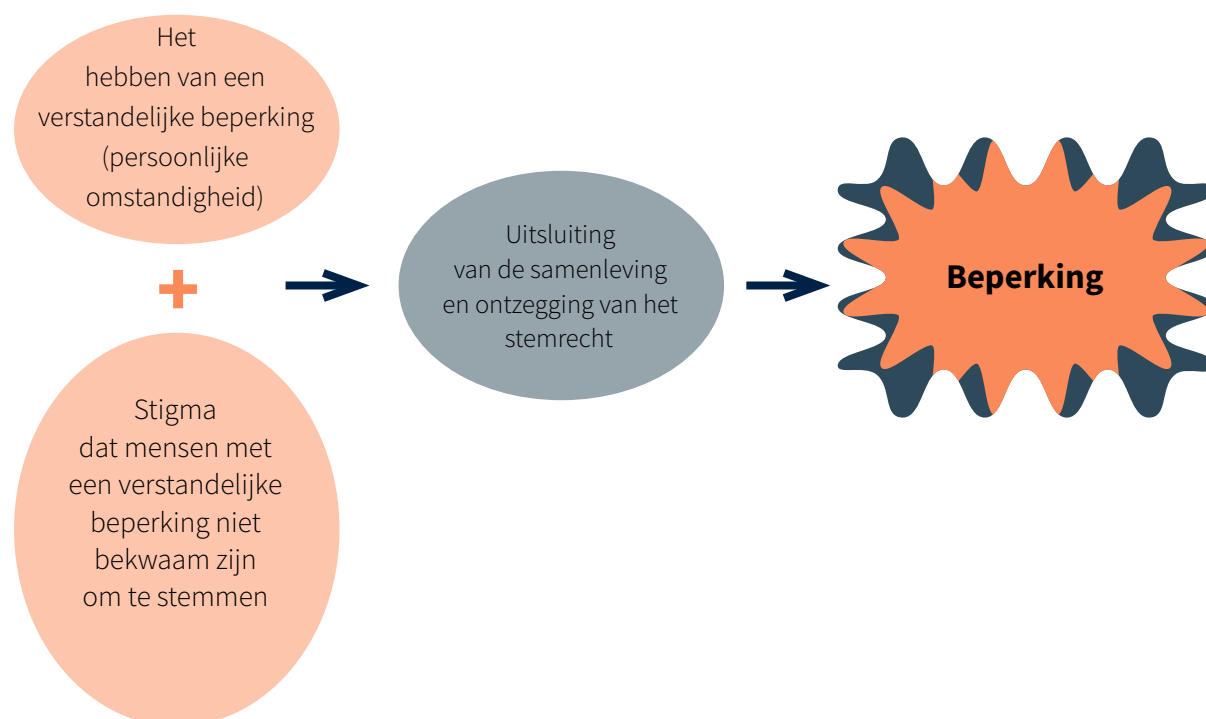 Het
hebben van een
verstandelijke beperking
(persoonlijke
omstandigheid)
+
Stigma
dat mensen met
een verstandelijke
beperking niet
bekwaam zijn
om te stemmen
Uitsluiting
van de samenleving
en ontzegging van het
stemrecht
Beperking